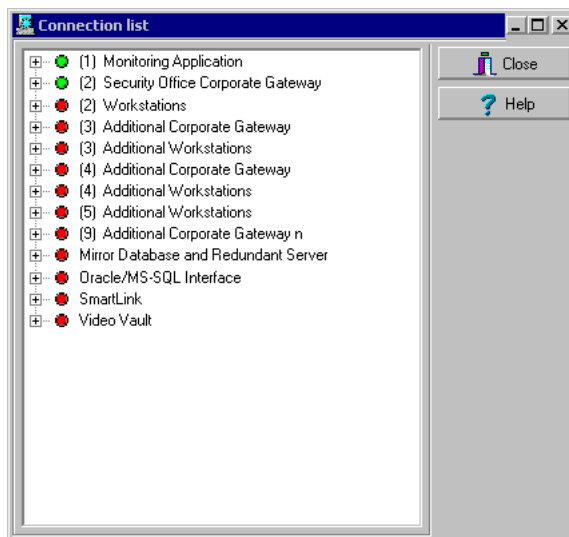 Connection list
(1) Monitoring Application
(2) Security Office Corporate Gateway
(2) Workstations
(3) Additional Corporate Gateway
(3) Additional Workstations
(4) Additional Corporate Gateway
(4) Additional Workstations
(5) Additional Workstations
(9) Additional Corporate Gateway n
Mirror Database and Redundant Server
Oracle/MS-SQL Interface
SmartLink
Video Vault
Close
Help